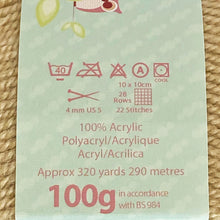 40 A cool
10 x 10cm
28
Rows
4 mm US 5 22 Stitches
100% Acrylic
Polyacryl/Acrylique
Acryl/Acrilica
Approx 320 yards 290 metres
100g in accordance
with BS 984